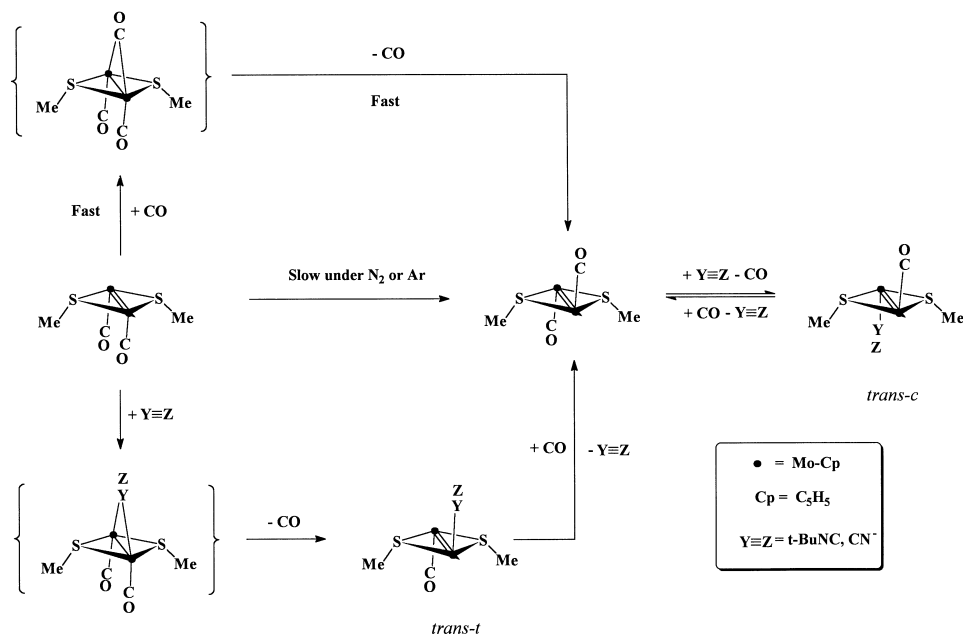 O
C
S
S
Me
Me
C
O
C
O
- CO
Fast
Fast
+ CO
S
S
Me
Me
C
O
C
O
Slow under N₂ or Ar
O
C
S
S
Me
Me
C
O
+ Y≡Z - CO
+ CO - Y≡Z
O
C
S
S
Me
Me
Y
Z
trans-c
+ Y≡Z
+ CO
- Y≡Z
Z
Y
S
S
Me
Me
C
O
C
O
- CO
Z
Y
S
S
Me
Me
C
O
trans-t
● = Mo-Cp
Cp = C₅H₅
Y≡Z = t-BuNC, CN⁻